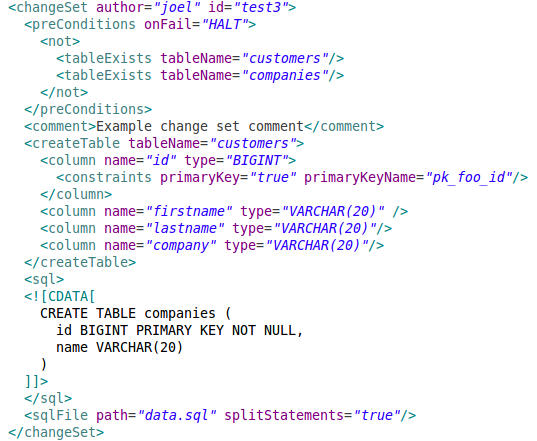 <changeSet author="joel" id="test3">
  <preConditions onFail="HALT">
    <not>
      <tableExists tableName="customers"/>
      <tableExists tableName="companies"/>
    </not>
  </preConditions>
  <comment>Example change set comment</comment>
  <createTable tableName="customers">
    <column name="id" type="BIGINT">
      <constraints primaryKey="true" primaryKeyName="pk_foo_id"/>
    </column>
    <column name="firstname" type="VARCHAR(20)" />
    <column name="lastname" type="VARCHAR(20)"/>
    <column name="company" type="VARCHAR(20)"/>
  </createTable>
  <sql>
  <![CDATA[
    CREATE TABLE companies (
      id BIGINT PRIMARY KEY NOT NULL,
      name VARCHAR(20)
    )
  ]]>
  </sql>
  <sqlFile path="data.sql" splitStatements="true"/>
</changeSet>